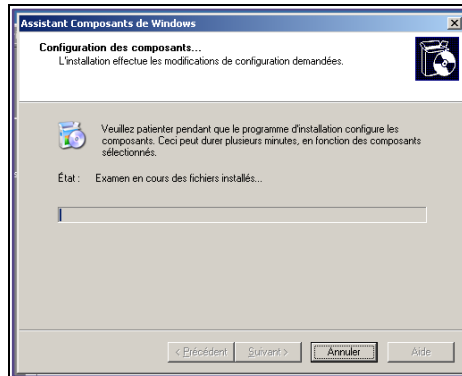 Assistant Composants de Windows
Configuration des composants...
L'installation effectue les modifications de configuration demandées.
Veuillez patienter pendant que le programme d'installation configure les
composants. Ceci peut durer plusieurs minutes, en fonction des composants
sélectionnés.
État : Examen en cours des fichiers installés...
< Précédent Suivant > Annuler Aide